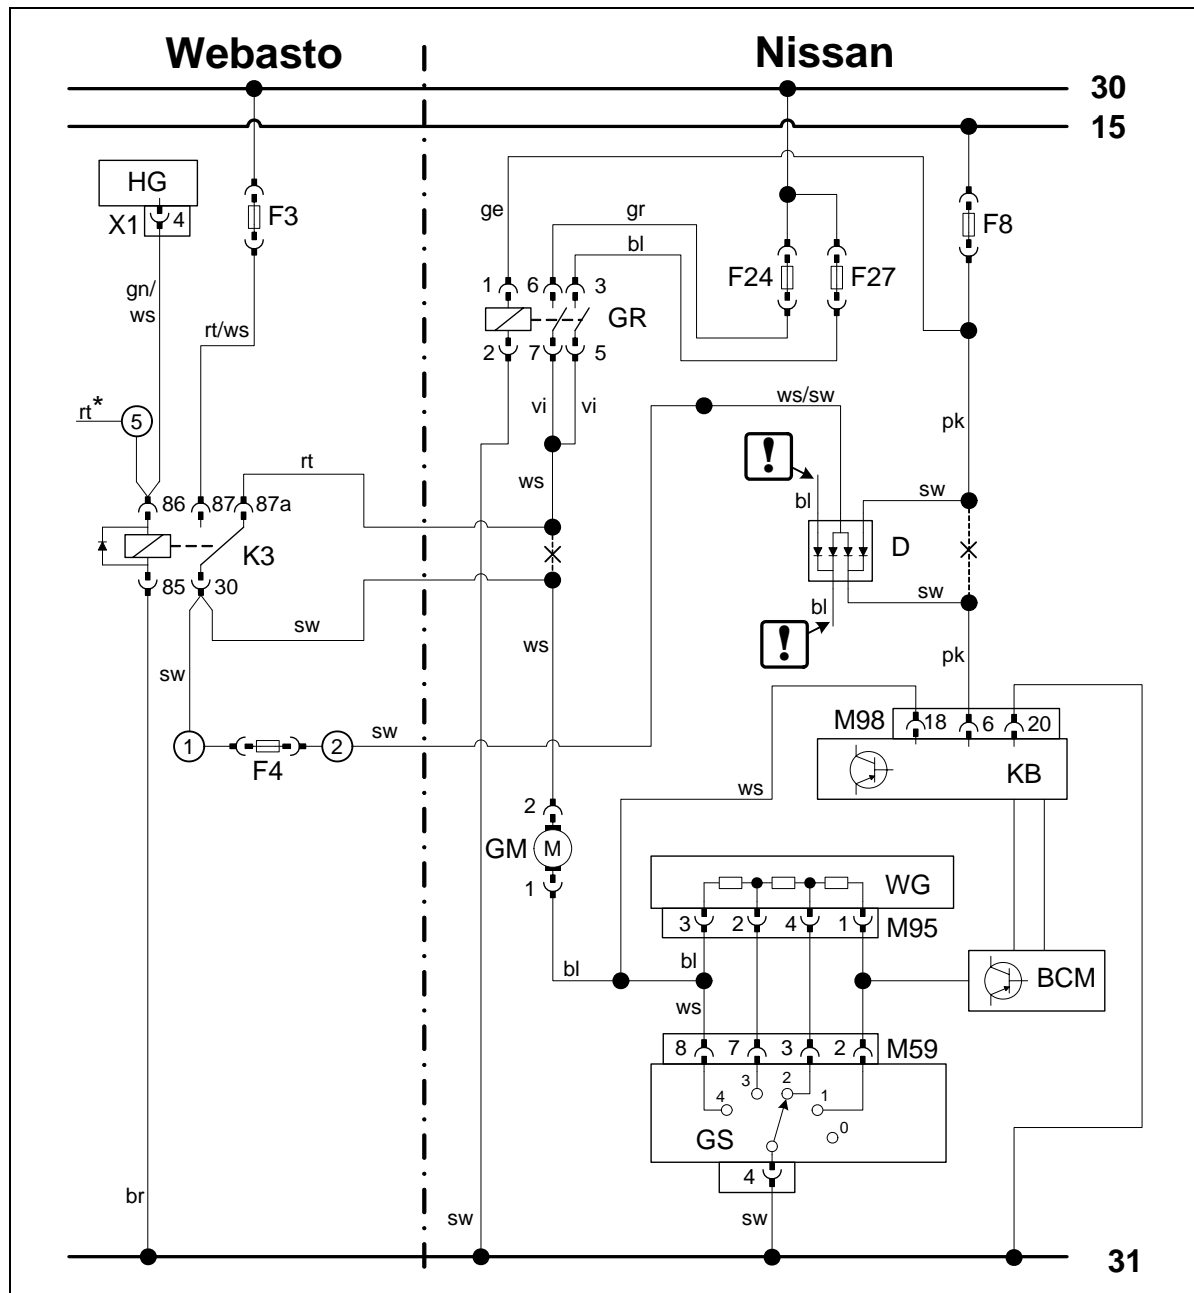 Webasto Nissan
30
15
HG
X1 4
F3
ge
gr
bl
F8
gn/
ws
rt/ws
1 6 3
GR
F24 F27
2 7 5
rt*
5
vi vi
ws/sw
pk
!
bl
rt
ws
sw
86 87 87a
K3
D
85 30
sw
bl
sw
!
sw
ws
pk
1
F4
2
sw
M98 18 6 20
KB
ws
2
GM M
1
WG
3 2 4 1 M95
bl
bl
ws
BCM
8 7 3 2 M59
4 3 2 1 0
GS
4
br
sw
sw
31